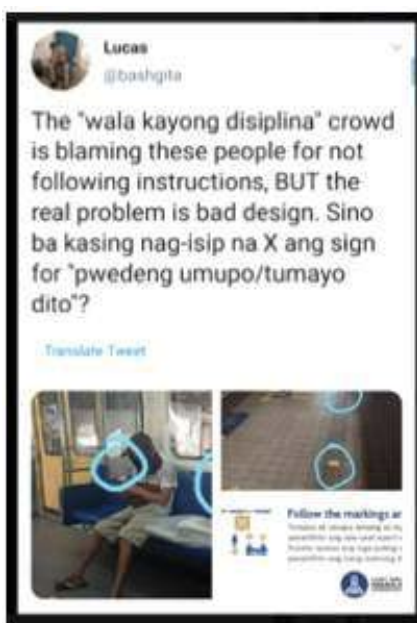 Lucas
@bashgita
The "wala kayong disiplina" crowd
is blaming these people for not
following instructions, BUT the
real problem is bad design. Sino
ba kasing nag-isip na X ang sign
for "pwedeng umupo/tumayo
dito"?
Translate Tweet
Follow the markings